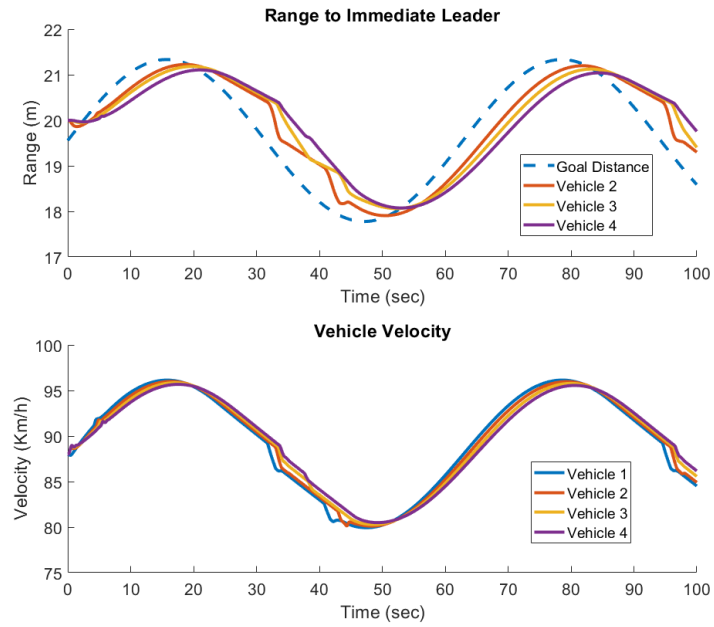 Range to Immediate Leader
22
21
20
19
18
17
Range (m)
0 10 20 30 40 50 60 70 80 90 100
Time (sec)
Goal Distance
Vehicle 2
Vehicle 3
Vehicle 4
Vehicle Velocity
100
95
90
85
80
75
Velocity (Km/h)
0 10 20 30 40 50 60 70 80 90 100
Time (sec)
Vehicle 1
Vehicle 2
Vehicle 3
Vehicle 4